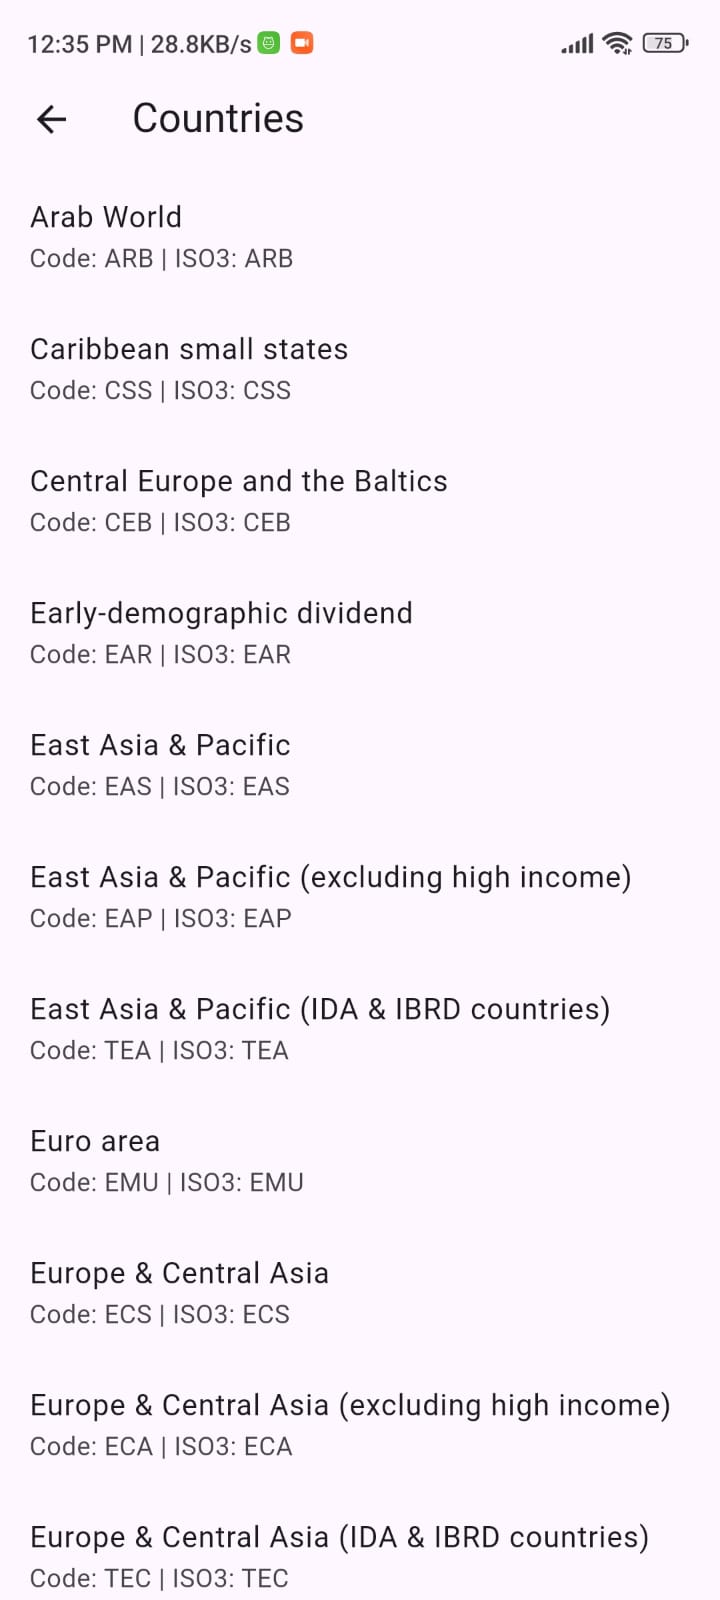 12:35 PM | 28.8KB/s
75
Countries
Arab World
Code: ARB | ISO3: ARB
Caribbean small states
Code: CSS | ISO3: CSS
Central Europe and the Baltics
Code: CEB | ISO3: CEB
Early-demographic dividend
Code: EAR | ISO3: EAR
East Asia & Pacific
Code: EAS | ISO3: EAS
East Asia & Pacific (excluding high income)
Code: EAP | ISO3: EAP
East Asia & Pacific (IDA & IBRD countries)
Code: TEA | ISO3: TEA
Euro area
Code: EMU | ISO3: EMU
Europe & Central Asia
Code: ECS | ISO3: ECS
Europe & Central Asia (excluding high income)
Code: ECA | ISO3: ECA
Europe & Central Asia (IDA & IBRD countries)
Code: TEC | ISO3: TEC